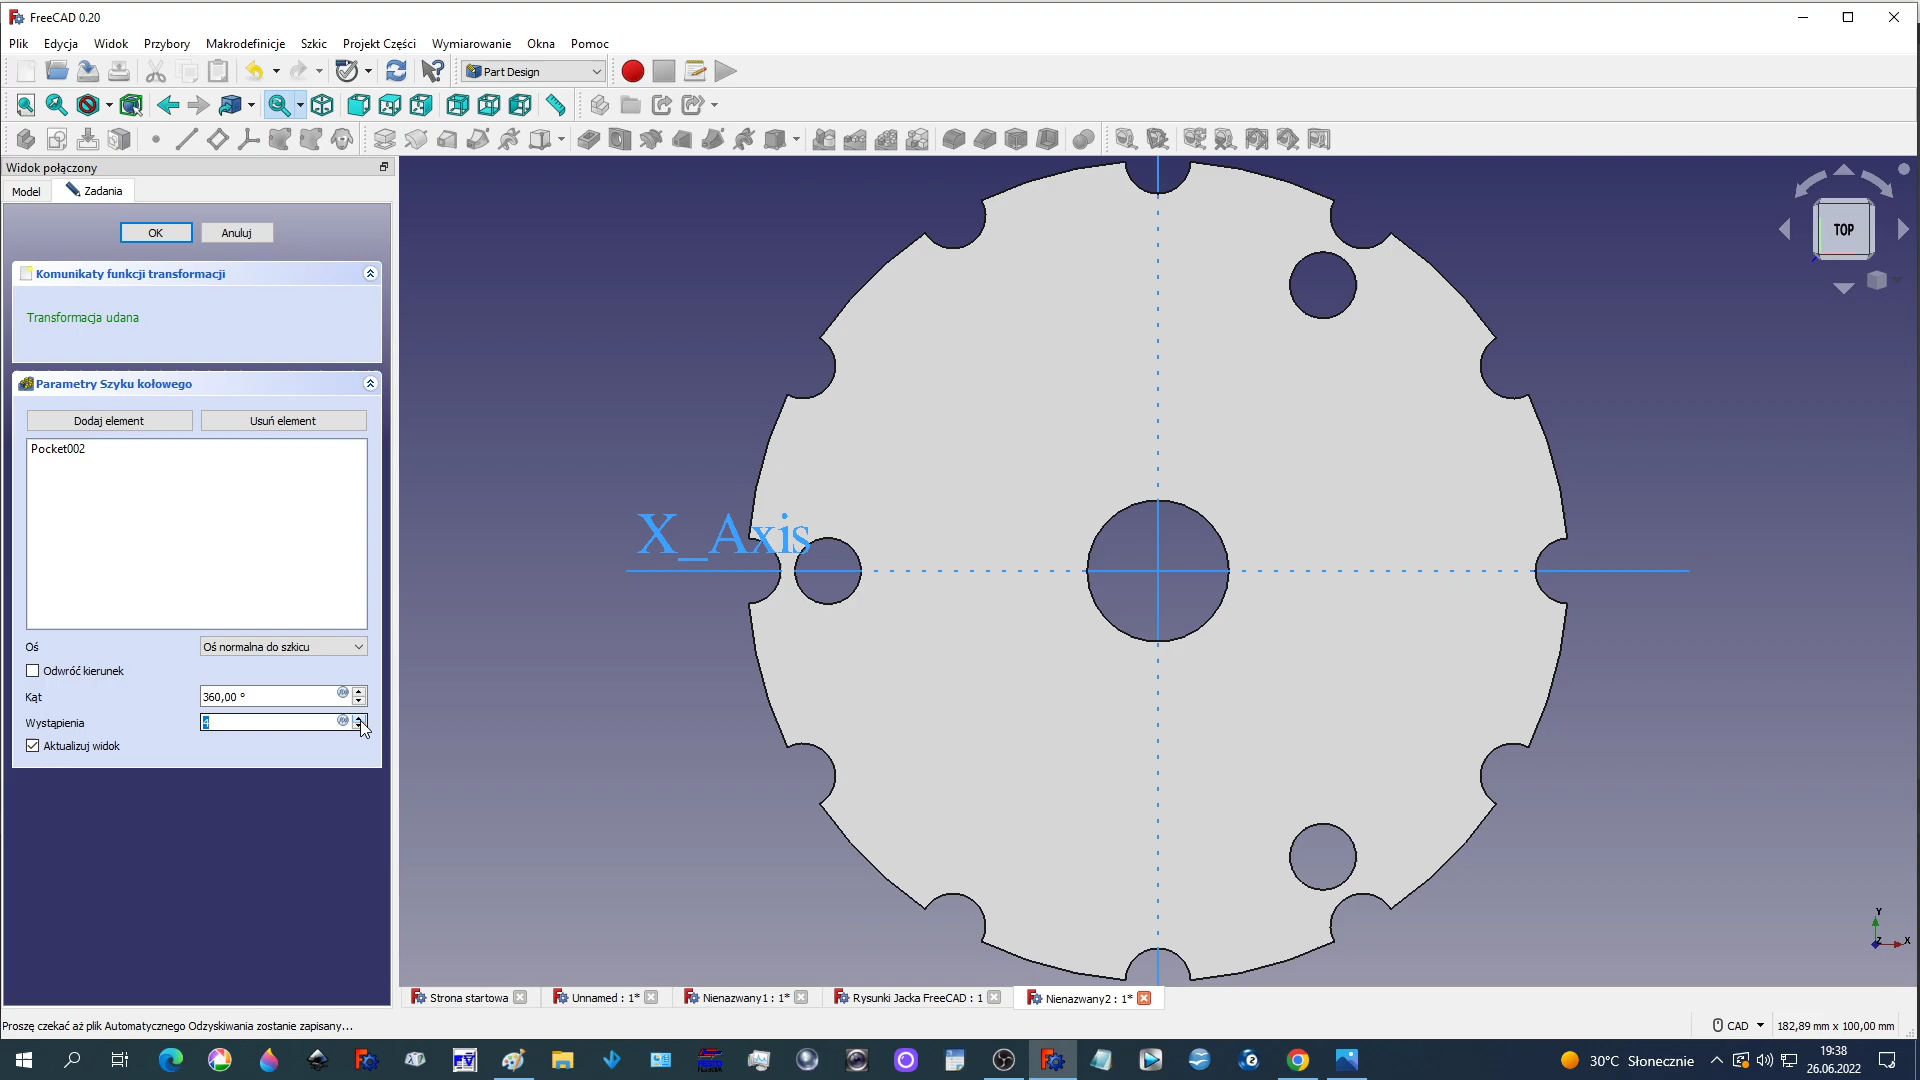 FreeCAD 0.20
Plik Edycja Widok Przybory Makrodefinicje Szkic Projekt Części Wymiarowanie Okna Pomoc
Part Design
Widok połączony
Model Zadania
OK Anuluj
Komunikaty funkcji transformacji
Transformacja udana
Parametry Szyku kołowego
Dodaj element Usuń element
Pocket002
Oś Oś normalna do szkicu
Odwróć kierunek
Kąt 360,00 °
Wystąpienia 4
Aktualizuj widok
X_Axis
TOP
Y
Z X
Strona startowa Unnamed : 1* Nienazwany1 : 1* Rysunki Jacka FreeCAD : 1 Nienazwany2 : 1*
Proszę czekać aż plik Automatycznego Odzyskiwania zostanie zapisany... CAD 182,89 mm x 100,00 mm
30°C Słonecznie
19:38
26.06.2022